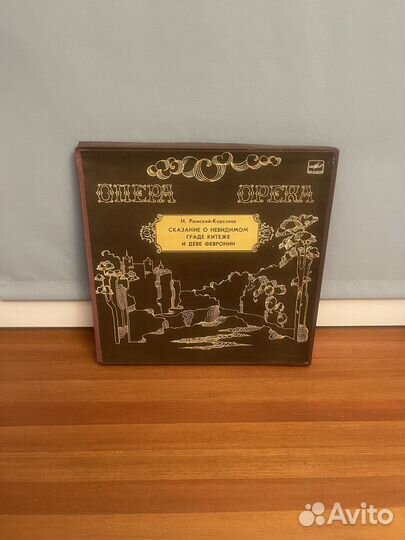 ОПЕРА OPERA
Н. Римский-Корсаков
СКАЗАНИЕ О НЕВИДИМОМ
ГРАДЕ КИТЕЖЕ
И ДЕВЕ ФЕВРОНИИ
Avito